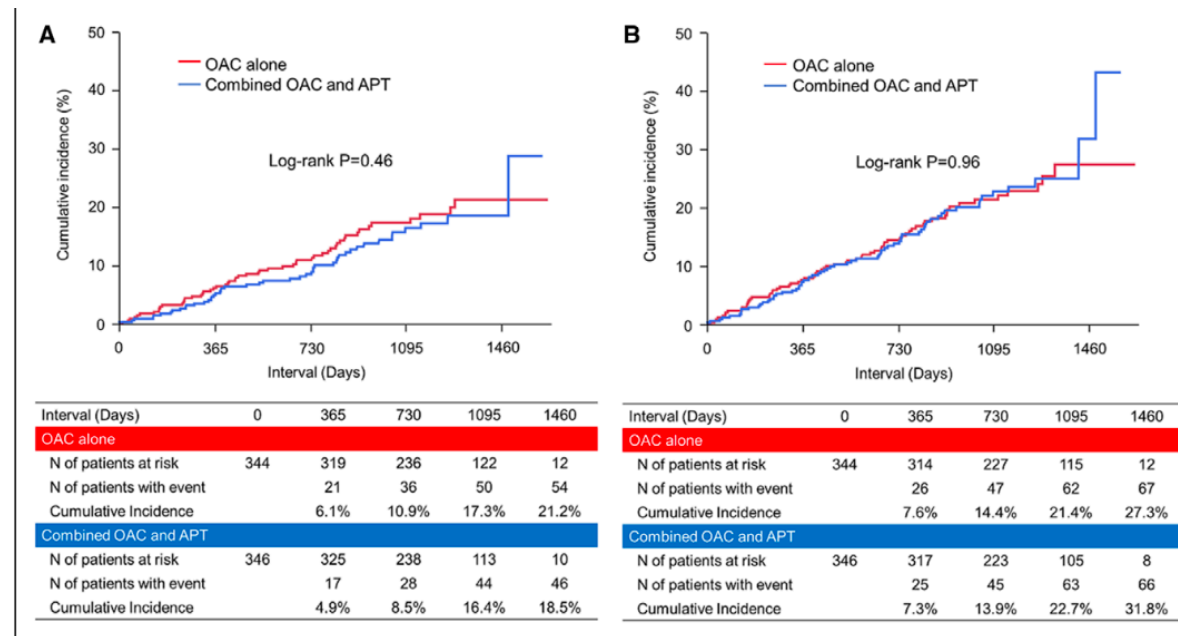 A
50
40
30
20
10
0
Cumulative incidence (%)
OAC alone
Combined OAC and APT
Log-rank P=0.46
0 365 730 1095 1460
Interval (Days)
Interval (Days) 0 365 730 1095 1460
OAC alone
N of patients at risk 344 319 236 122 12
N of patients with event 21 36 50 54
Cumulative Incidence 6.1% 10.9% 17.3% 21.2%
Combined OAC and APT
N of patients at risk 346 325 238 113 10
N of patients with event 17 28 44 46
Cumulative Incidence 4.9% 8.5% 16.4% 18.5%
B
50
40
30
20
10
0
Cumulative incidence (%)
OAC alone
Combined OAC and APT
Log-rank P=0.96
0 365 730 1095 1460
Interval (Days)
Interval (Days) 0 365 730 1095 1460
OAC alone
N of patients at risk 344 314 227 115 12
N of patients with event 26 47 62 67
Cumulative Incidence 7.6% 14.4% 21.4% 27.3%
Combined OAC and APT
N of patients at risk 346 317 223 105 8
N of patients with event 25 45 63 66
Cumulative Incidence 7.3% 13.9% 22.7% 31.8%